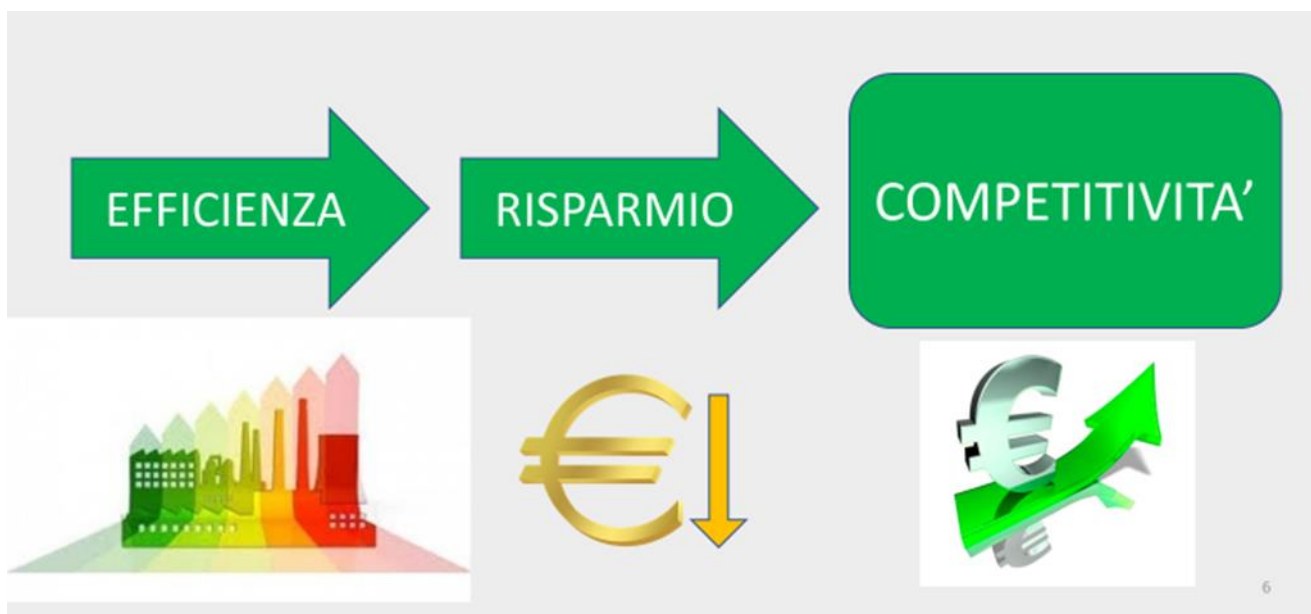 EFFICIENZA
RISPARMIO
COMPETITIVITA’
€
€
6